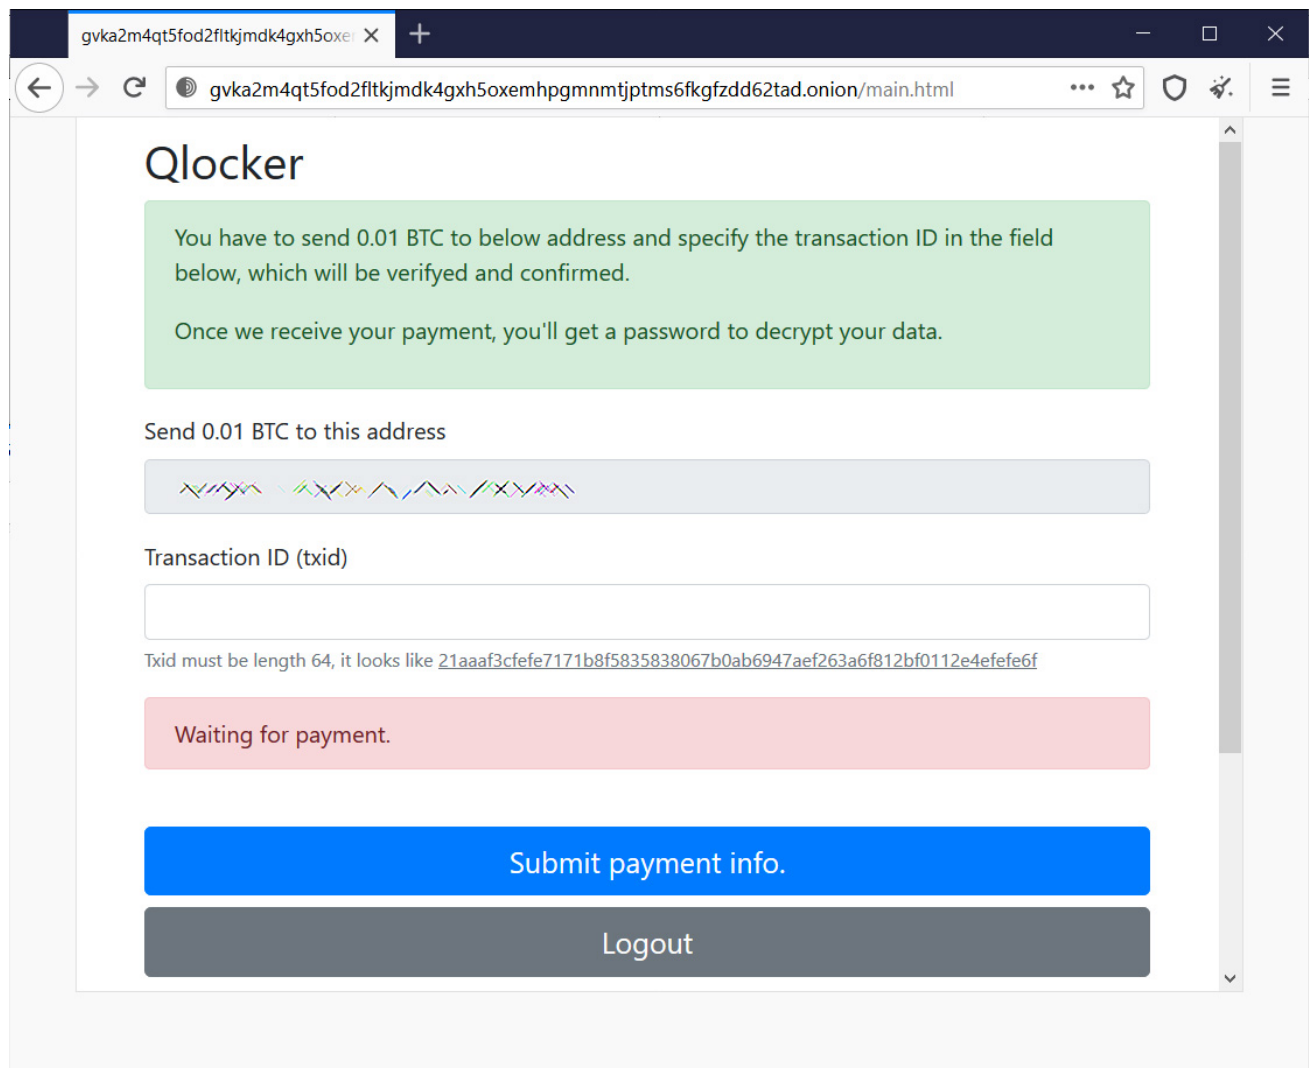 gvka2m4qt5fod2fltkjmdk4gxh5oxe
gvka2m4qt5fod2fltkjmdk4gxh5oxemhpgmnmtjptms6fkgfzdd62tad.onion/main.html
Qlocker
You have to send 0.01 BTC to below address and specify the transaction ID in the field
below, which will be verifyed and confirmed.
Once we receive your payment, you'll get a password to decrypt your data.
Send 0.01 BTC to this address
Transaction ID (txid)
Txid must be length 64, it looks like 21aaaf3cfefe7171b8f5835838067b0ab6947aef263a6f812bf0112e4efefe6f
Waiting for payment.
Submit payment info.
Logout